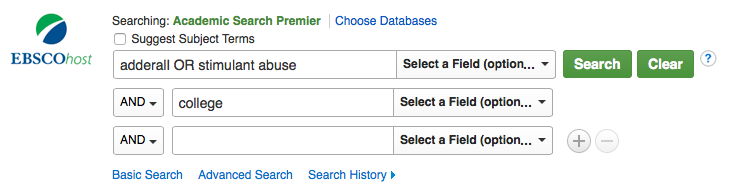 Searching: Academic Search Premier Choose Databases
Suggest Subject Terms
EBSCOhost
adderall OR stimulant abuse Select a Field (option... Search Clear ?
AND college Select a Field (option...
AND Select a Field (option...
Basic Search Advanced Search Search History